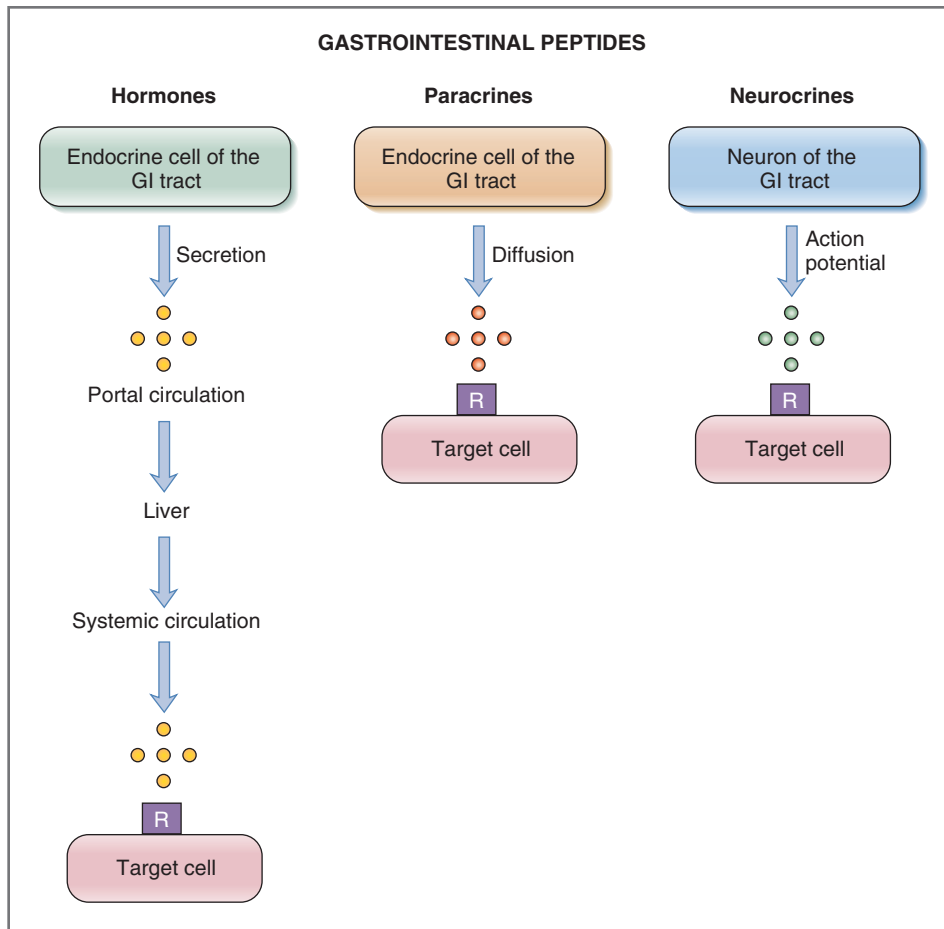 GASTROINTESTINAL PEPTIDES
Hormones
Endocrine cell of the
GI tract
Secretion
Portal circulation
Liver
Systemic circulation
R
Target cell
Paracrines
Endocrine cell of the
GI tract
Diffusion
R
Target cell
Neurocrines
Neuron of the
GI tract
Action
potential
R
Target cell